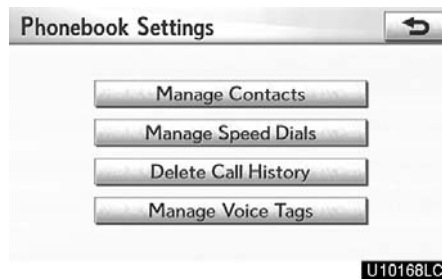 Phonebook Settings
Manage Contacts
Manage Speed Dials
Delete Call History
Manage Voice Tags
U10168LC